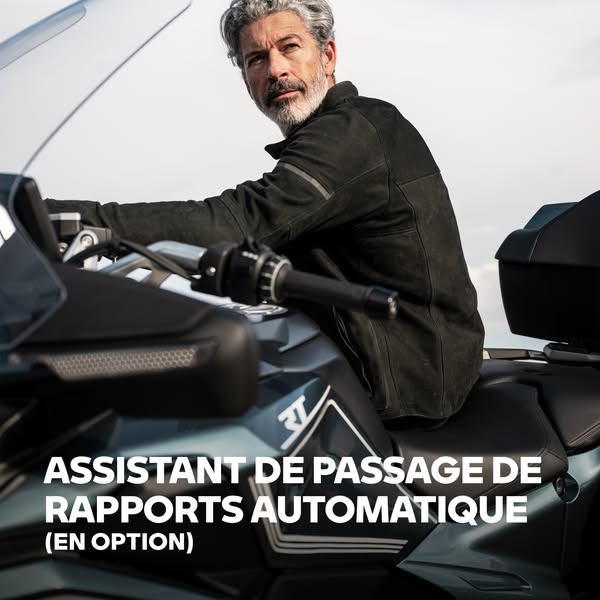 RT
ASSISTANT DE PASSAGE DE
RAPPORTS AUTOMATIQUE
(EN OPTION)